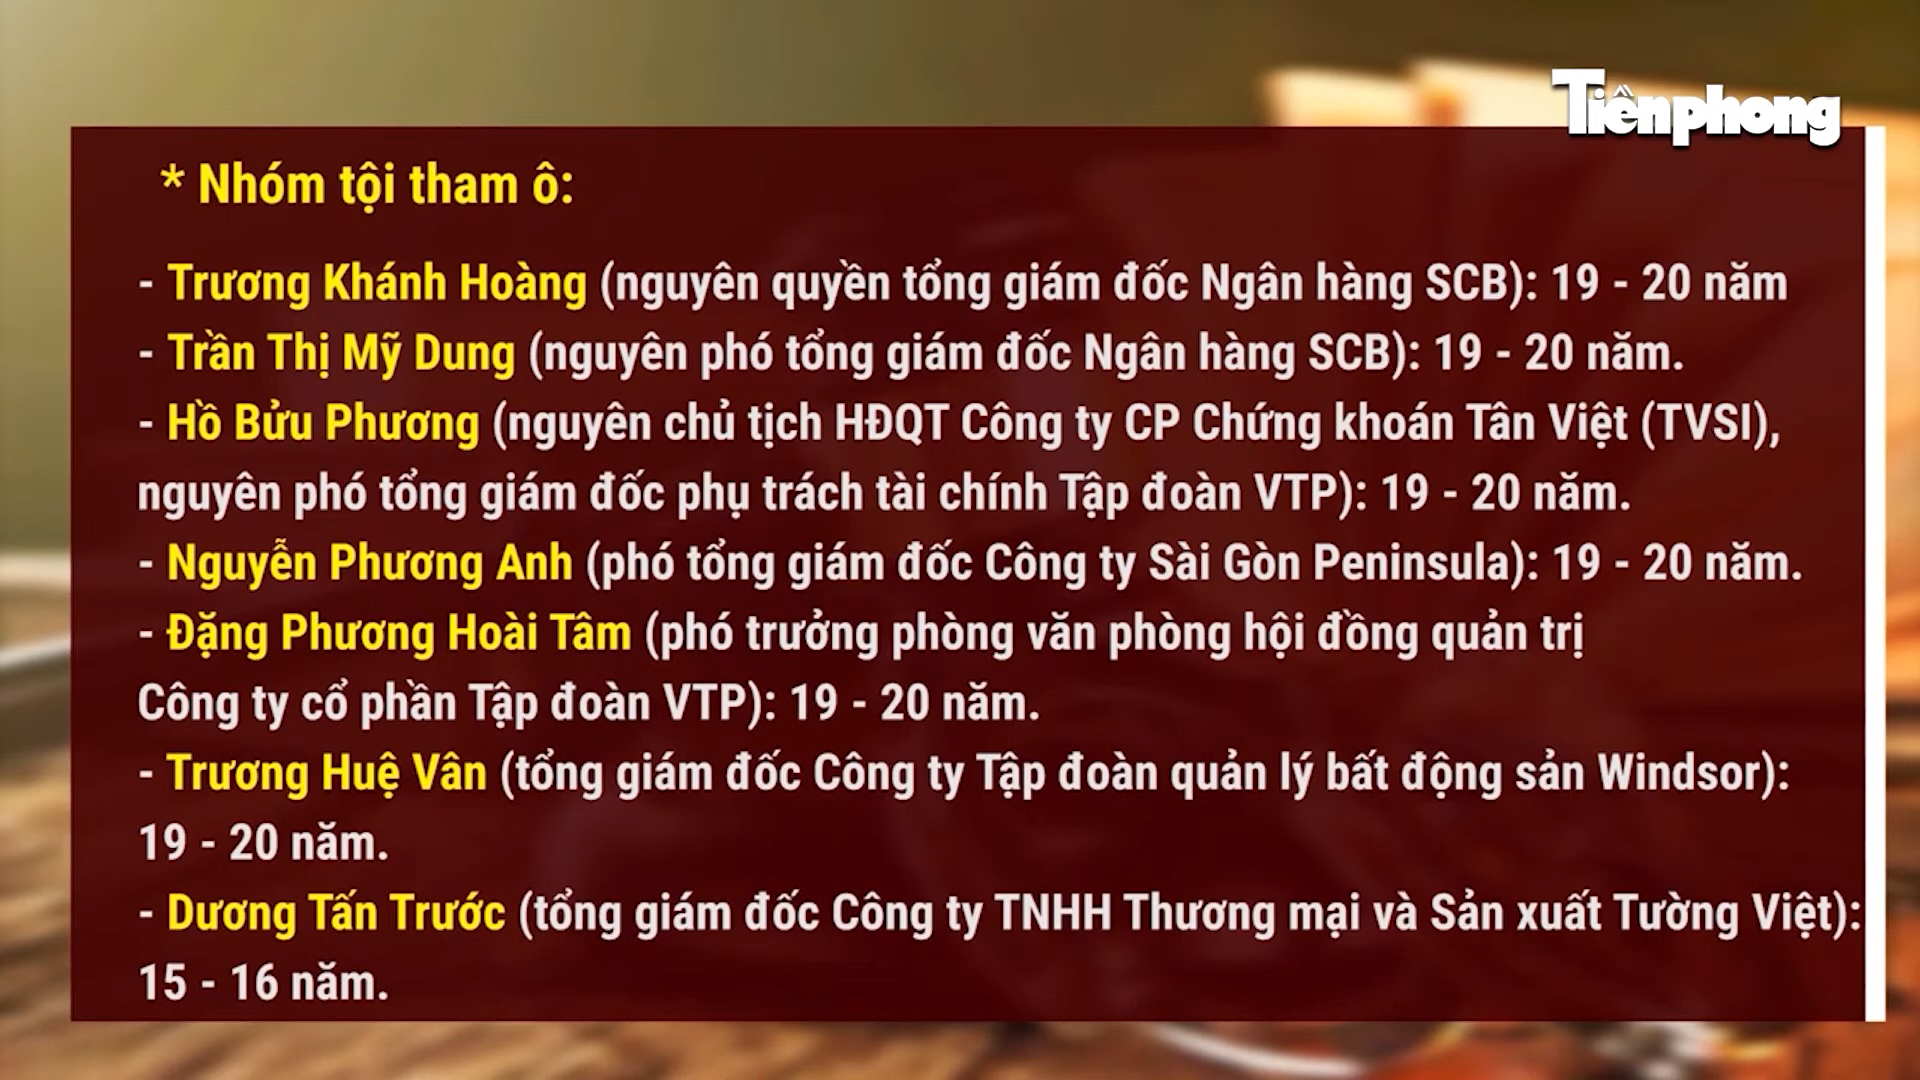 Tiênphong
* Nhóm tội tham ô:
- Trương Khánh Hoàng (nguyên quyền tổng giám đốc Ngân hàng SCB): 19 - 20 năm
- Trần Thị Mỹ Dung (nguyên phó tổng giám đốc Ngân hàng SCB): 19 - 20 năm.
- Hồ Bửu Phương (nguyên chủ tịch HĐQT Công ty CP Chứng khoán Tân Việt (TVSI),
nguyên phó tổng giám đốc phụ trách tài chính Tập đoàn VTP): 19 - 20 năm.
- Nguyễn Phương Anh (phó tổng giám đốc Công ty Sài Gòn Peninsula): 19 - 20 năm.
- Đặng Phương Hoài Tâm (phó trưởng phòng văn phòng hội đồng quản trị
Công ty cổ phần Tập đoàn VTP): 19 - 20 năm.
- Trương Huệ Vân (tổng giám đốc Công ty Tập đoàn quản lý bất động sản Windsor):
19 - 20 năm.
- Dương Tấn Trước (tổng giám đốc Công ty TNHH Thương mại và Sản xuất Tường Việt):
15 - 16 năm.